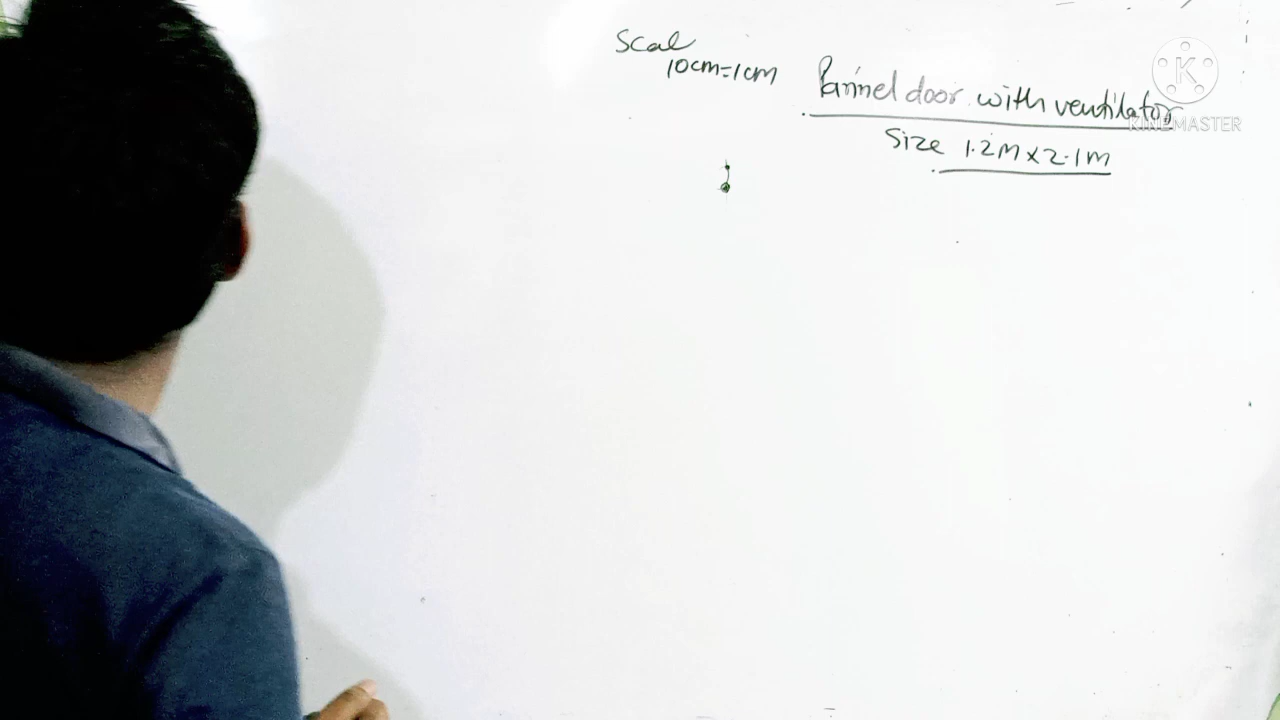 Scal
10cm=1cm
Pannel door with ventilator
Size 1.2M x 2.1M
K
KINEMASTER